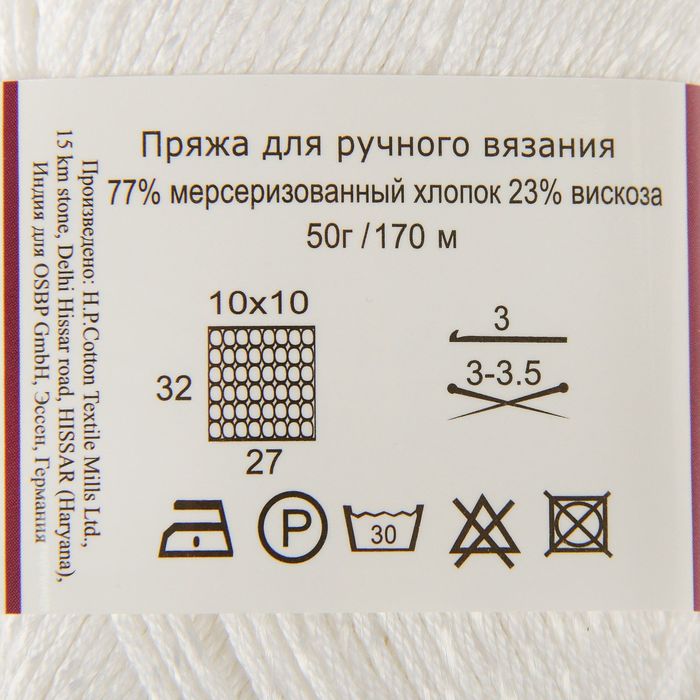 Пряжа для ручного вязания
77% мерсеризованный хлопок 23% вискоза
50г/170 м
10x10
32
27
3
3-3.5
P
30
Произведено: H.P.Cotton Textile Mills Ltd.,
15 km stone, Delhi Hissar road, HISSAR (Haryana),
Индия для OSBP GmbH, Эссен, Германия